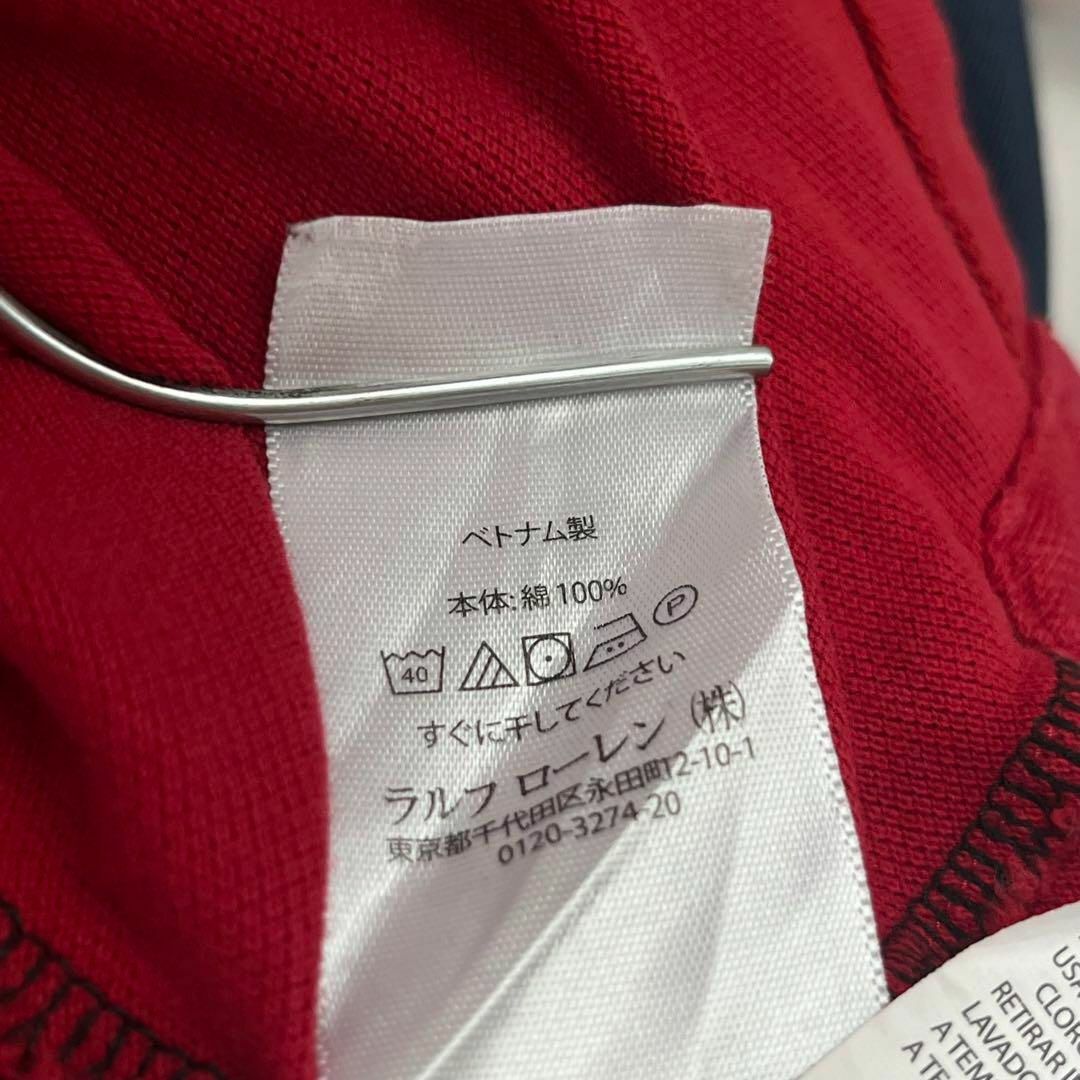 ベトナム製
本体: 綿 100%
40
P
すぐに干してください
ラルフ ローレン (株)
東京都千代田区永田町2-10-1
0120-3274-20
USA
CLOR
RETIRAR I
LAVADO
A TEM
A TE